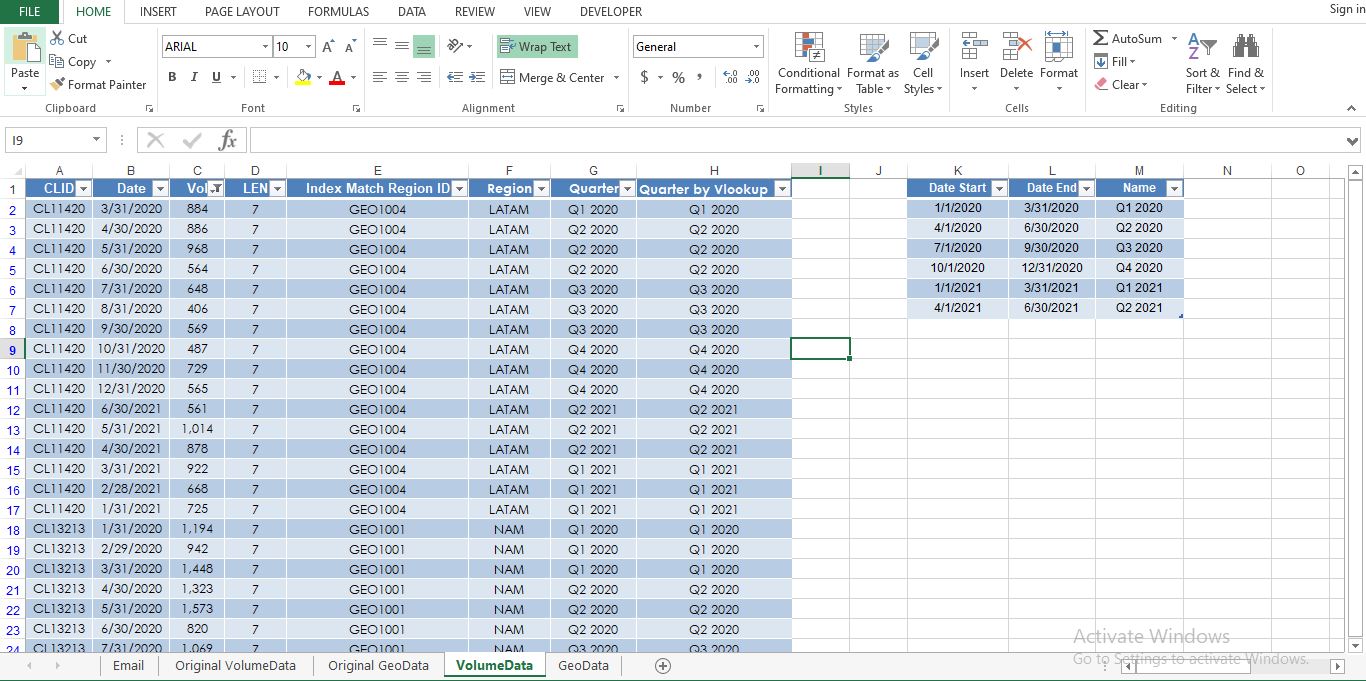 FILE HOME INSERT PAGE LAYOUT FORMULAS DATA REVIEW VIEW DEVELOPER Sign in
Paste Cut Copy Format Painter Clipboard
ARIAL 10 A A B I U A Font
Wrap Text Merge & Center Alignment
General $ % , Number
Conditional Formatting Format as Table Cell Styles Styles
Insert Delete Format Cells
AutoSum Fill Clear Sort & Filter Find & Select Editing
I9 fx
A B C D E F G H I J K L M N O
1 CLID Date Vol LEN Index Match Region ID Region Quarter Quarter by Vlookup Date Start Date End Name
2 CL11420 3/31/2020 884 7 GEO1004 LATAM Q1 2020 Q1 2020 1/1/2020 3/31/2020 Q1 2020
3 CL11420 4/30/2020 886 7 GEO1004 LATAM Q2 2020 Q2 2020 4/1/2020 6/30/2020 Q2 2020
4 CL11420 5/31/2020 968 7 GEO1004 LATAM Q2 2020 Q2 2020 7/1/2020 9/30/2020 Q3 2020
5 CL11420 6/30/2020 564 7 GEO1004 LATAM Q2 2020 Q2 2020 10/1/2020 12/31/2020 Q4 2020
6 CL11420 7/31/2020 648 7 GEO1004 LATAM Q3 2020 Q3 2020 1/1/2021 3/31/2021 Q1 2021
7 CL11420 8/31/2020 406 7 GEO1004 LATAM Q3 2020 Q3 2020 4/1/2021 6/30/2021 Q2 2021
8 CL11420 9/30/2020 569 7 GEO1004 LATAM Q3 2020 Q3 2020
9 CL11420 10/31/2020 487 7 GEO1004 LATAM Q4 2020 Q4 2020
10 CL11420 11/30/2020 729 7 GEO1004 LATAM Q4 2020 Q4 2020
11 CL11420 12/31/2020 565 7 GEO1004 LATAM Q4 2020 Q4 2020
12 CL11420 6/30/2021 561 7 GEO1004 LATAM Q2 2021 Q2 2021
13 CL11420 5/31/2021 1,014 7 GEO1004 LATAM Q2 2021 Q2 2021
14 CL11420 4/30/2021 878 7 GEO1004 LATAM Q2 2021 Q2 2021
15 CL11420 3/31/2021 922 7 GEO1004 LATAM Q1 2021 Q1 2021
16 CL11420 2/28/2021 668 7 GEO1004 LATAM Q1 2021 Q1 2021
17 CL11420 1/31/2021 725 7 GEO1004 LATAM Q1 2021 Q1 2021
18 CL13213 1/31/2020 1,194 7 GEO1001 NAM Q1 2020 Q1 2020
19 CL13213 2/29/2020 942 7 GEO1001 NAM Q1 2020 Q1 2020
20 CL13213 3/31/2020 1,448 7 GEO1001 NAM Q1 2020 Q1 2020
21 CL13213 4/30/2020 1,323 7 GEO1001 NAM Q2 2020 Q2 2020
22 CL13213 5/31/2020 1,573 7 GEO1001 NAM Q2 2020 Q2 2020
23 CL13213 6/30/2020 820 7 GEO1001 NAM Q2 2020 Q2 2020
24 CL13213 7/31/2020 1,069 7 GEO1001 NAM Q3 2020 Q3 2020
Activate Windows
Go to Settings to activate Windows.
Email Original VolumeData Original GeoData VolumeData GeoData